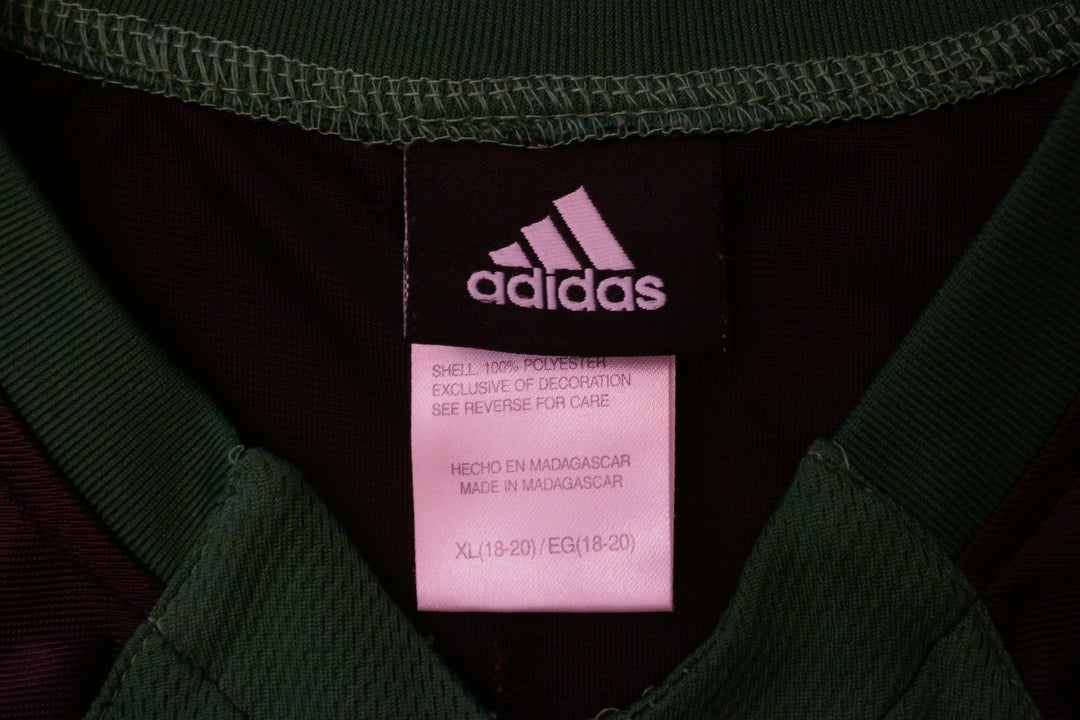 adidas
SHELL. 100% POLYESTER
EXCLUSIVE OF DECORATION
SEE REVERSE FOR CARE
HECHO EN MADAGASCAR
MADE IN MADAGASCAR
XL(18-20)/EG(18-20)